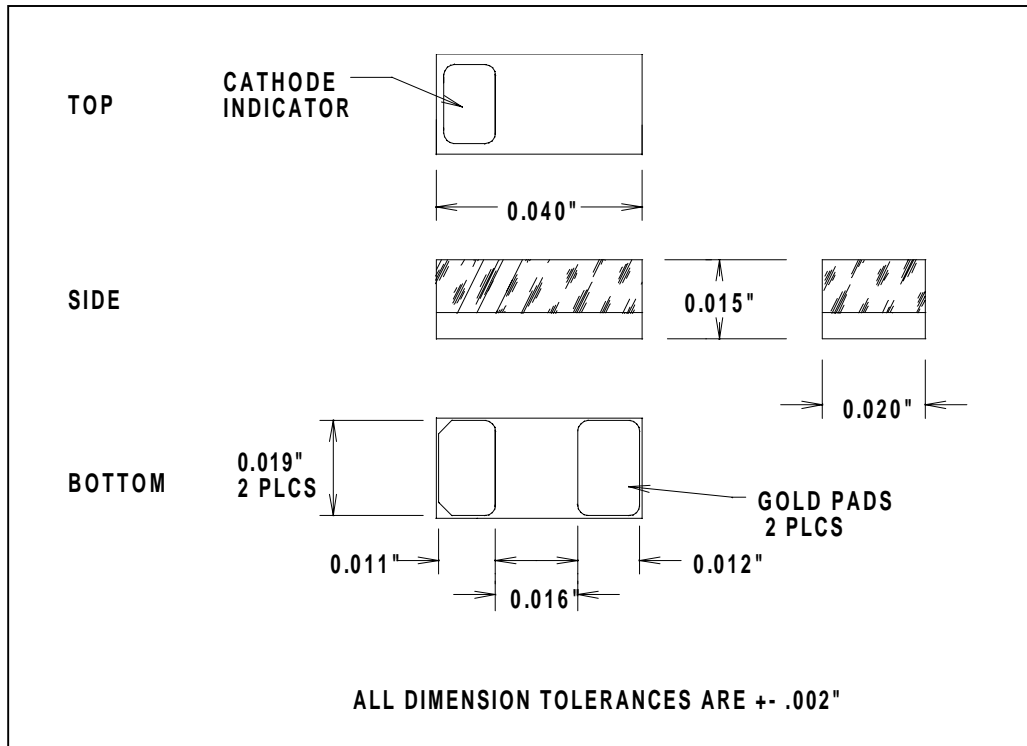 TOP
CATHODE
INDICATOR
0.040"
SIDE
0.015"
0.020"
BOTTOM
0.019"
2 PLCS
GOLD PADS
2 PLCS
0.011"
0.016"
0.012"
ALL DIMENSION TOLERANCES ARE +- .002"